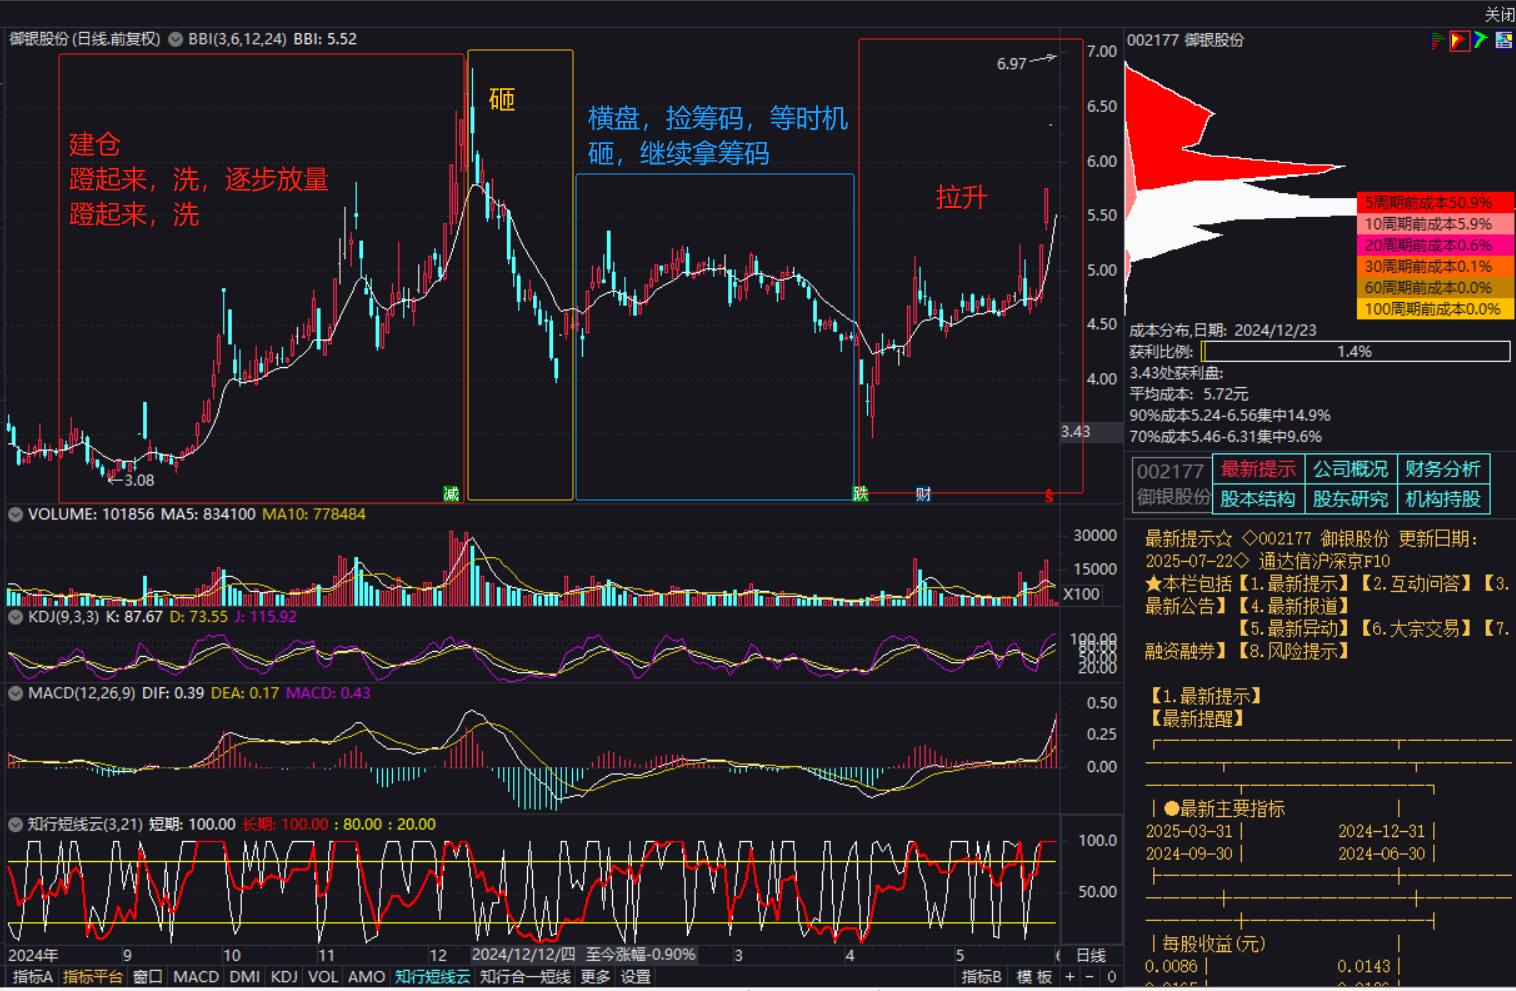 关闭
御银股份(日线.前复权) BBI(3,6,12,24) BBI: 5.52
建仓
蹬起来，洗，逐步放量
蹬起来，洗
砸
横盘，捡筹码，等时机
砸，继续拿筹码
拉升
6.97
3.08
减
跌
财
7.00
6.50
6.00
5.50
5.00
4.50
4.00
3.43
VOLUME: 101856 MA5: 834100 MA10: 778484
30000
15000
X100
KDJ(9,3,3) K: 87.67 D: 73.55 J: 115.92
100.00
80.00
20.00
MACD(12,26,9) DIF: 0.39 DEA: 0.17 MACD: 0.43
0.50
0.25
0.00
知行短线云(3,21) 短期: 100.00 长期: 100.00 : 80.00 : 20.00
100.0
50.00
2024年 9 10 11 12 2024/12/12/四 至今涨幅-0.90% 3 4 5 6 日线
指标A 指标平台 窗口 MACD DMI KDJ VOL AMO 知行短线云 知行合一短线 更多 设置 指标B 模板 + - 0
002177 御银股份
5周期前成本50.9%
10周期前成本5.9%
20周期前成本0.6%
30周期前成本0.1%
60周期前成本0.0%
100周期前成本0.0%
成本分布,日期: 2024/12/23
获利比例: 1.4%
3.43处获利盘:
平均成本: 5.72元
90%成本5.24-6.56集中14.9%
70%成本5.46-6.31集中9.6%
002177 最新提示 公司概况 财务分析
御银股份 股本结构 股东研究 机构持股
最新提示☆ ◇002177 御银股份 更新日期：
2025-07-22◇ 通达信沪深京F10
★本栏包括【1.最新提示】【2.互动问答】【3.
最新公告】【4.最新报道】
【5.最新异动】【6.大宗交易】【7.
融资融券】【8.风险提示】
【1.最新提示】
【最新提醒】
●最新主要指标
2025-03-31 2024-12-31
2024-09-30 2024-06-30
每股收益(元)
0.0086 0.0143